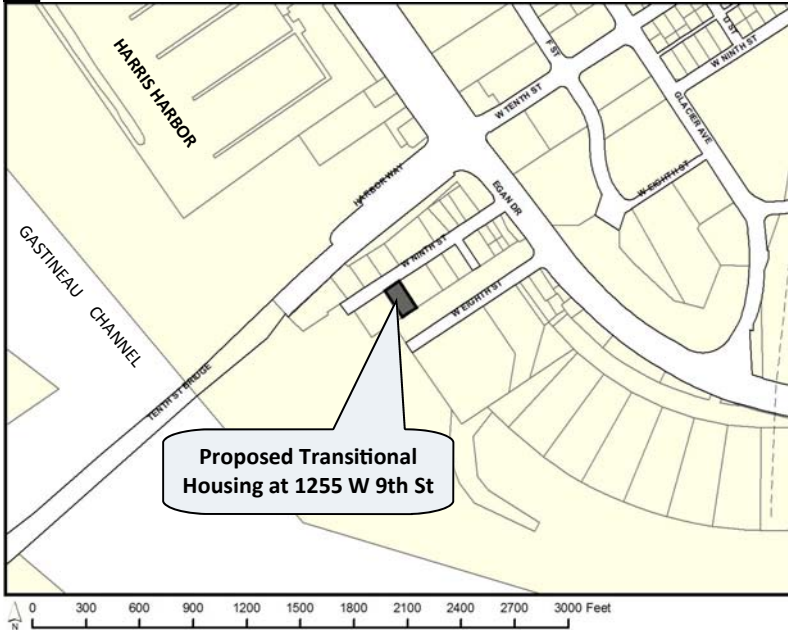 HARRIS HARBOR
GASTINEAU CHANNEL
HARBOR WAY
TENTH ST BRIDGE
W TENTH ST
F ST
D ST
W NINTH ST
GLACIER AVE
W EIGHTH ST
EGAN DR
W NINTH ST
W EIGHTH ST
Proposed Transitional
Housing at 1255 W 9th St
N
0 300 600 900 1200 1500 1800 2100 2400 2700 3000 Feet